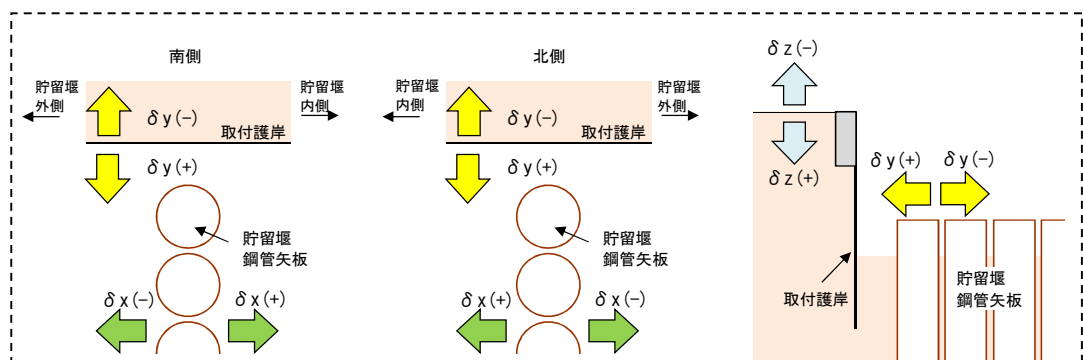 南側
貯留堰
外側
貯留堰
内側
δy(-)
取付護岸
δy(+)
貯留堰
鋼管矢板
δx(-)
δx(+)
北側
貯留堰
内側
貯留堰
外側
δy(-)
取付護岸
δy(+)
貯留堰
鋼管矢板
δx(+)
δx(-)
δz(-)
δz(+)
δy(+)
δy(-)
取付護岸
貯留堰
鋼管矢板